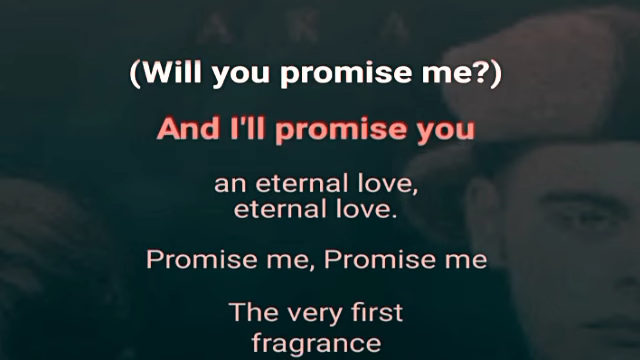 A R A
(Will you promise me?)
And I'll promise you
an eternal love,
eternal love.
Promise me, Promise me
The very first
fragrance